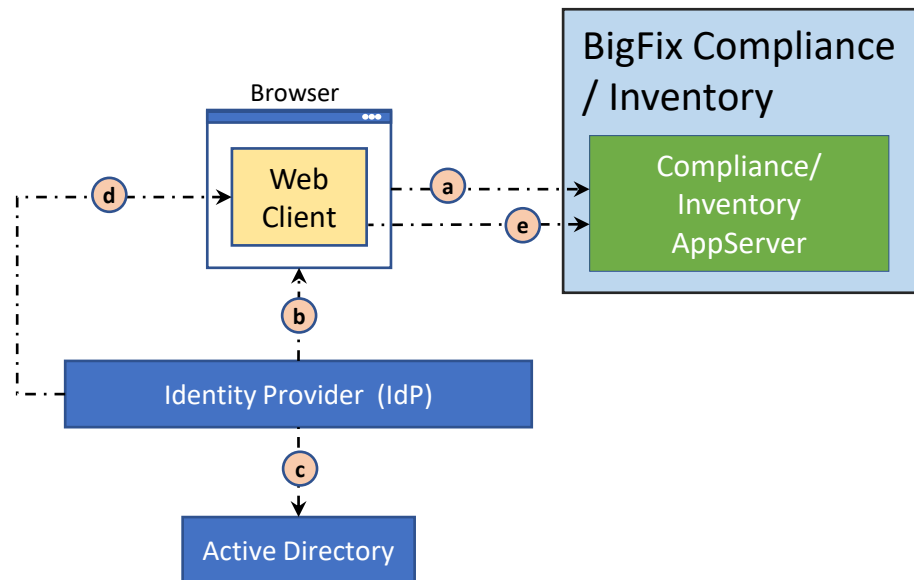 BigFix Compliance
/ Inventory
Browser
Compliance/
Inventory
AppServer
Web
Client
a
d
e
b
Identity Provider (IdP)
c
Active Directory